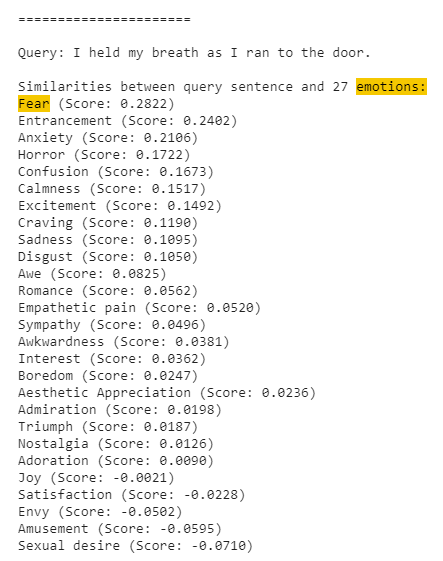 ======================
Query: I held my breath as I ran to the door.
Similarities between query sentence and 27 emotions:
Fear (Score: 0.2822)
Entrancement (Score: 0.2402)
Anxiety (Score: 0.2106)
Horror (Score: 0.1722)
Confusion (Score: 0.1673)
Calmness (Score: 0.1517)
Excitement (Score: 0.1492)
Craving (Score: 0.1190)
Sadness (Score: 0.1095)
Disgust (Score: 0.1050)
Awe (Score: 0.0825)
Romance (Score: 0.0562)
Empathetic pain (Score: 0.0520)
Sympathy (Score: 0.0496)
Awkwardness (Score: 0.0381)
Interest (Score: 0.0362)
Boredom (Score: 0.0247)
Aesthetic Appreciation (Score: 0.0236)
Admiration (Score: 0.0198)
Triumph (Score: 0.0187)
Nostalgia (Score: 0.0126)
Adoration (Score: 0.0090)
Joy (Score: -0.0021)
Satisfaction (Score: -0.0228)
Envy (Score: -0.0502)
Amusement (Score: -0.0595)
Sexual desire (Score: -0.0710)